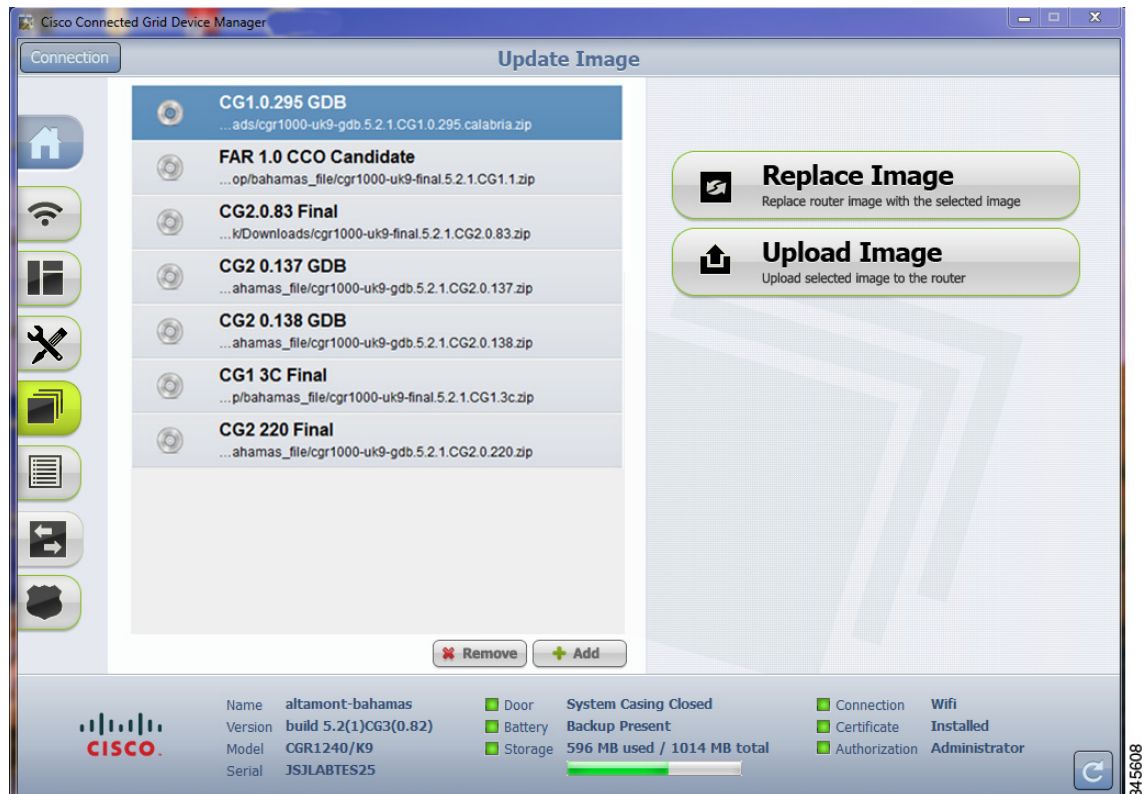 Cisco Connected Grid Device Manager
Connection
Update Image
CG1.0.295 GDB
...ads/cgr1000-uk9-gdb.5.2.1.CG1.0.295.calabria.zip
FAR 1.0 CCO Candidate
...op/bahamas_file/cgr1000-uk9-final.5.2.1.CG1.1.zip
CG2.0.83 Final
...k/Downloads/cgr1000-uk9-final.5.2.1.CG2.0.83.zip
CG2 0.137 GDB
...ahamas_file/cgr1000-uk9-gdb.5.2.1.CG2.0.137.zip
CG2 0.138 GDB
...ahamas_file/cgr1000-uk9-gdb.5.2.1.CG2.0.138.zip
CG1 3C Final
...p/bahamas_file/cgr1000-uk9-final.5.2.1.CG1.3c.zip
CG2 220 Final
...ahamas_file/cgr1000-uk9-gdb.5.2.1.CG2.0.220.zip
Remove
Add
Replace Image
Replace router image with the selected image
Upload Image
Upload selected image to the router
CISCO
Name altamont-bahamas
Version build 5.2(1)CG3(0.82)
Model CGR1240/K9
Serial JSJLABTES25
Door System Casing Closed
Battery Backup Present
Storage 596 MB used / 1014 MB total
Connection Wifi
Certificate Installed
Authorization Administrator
345608